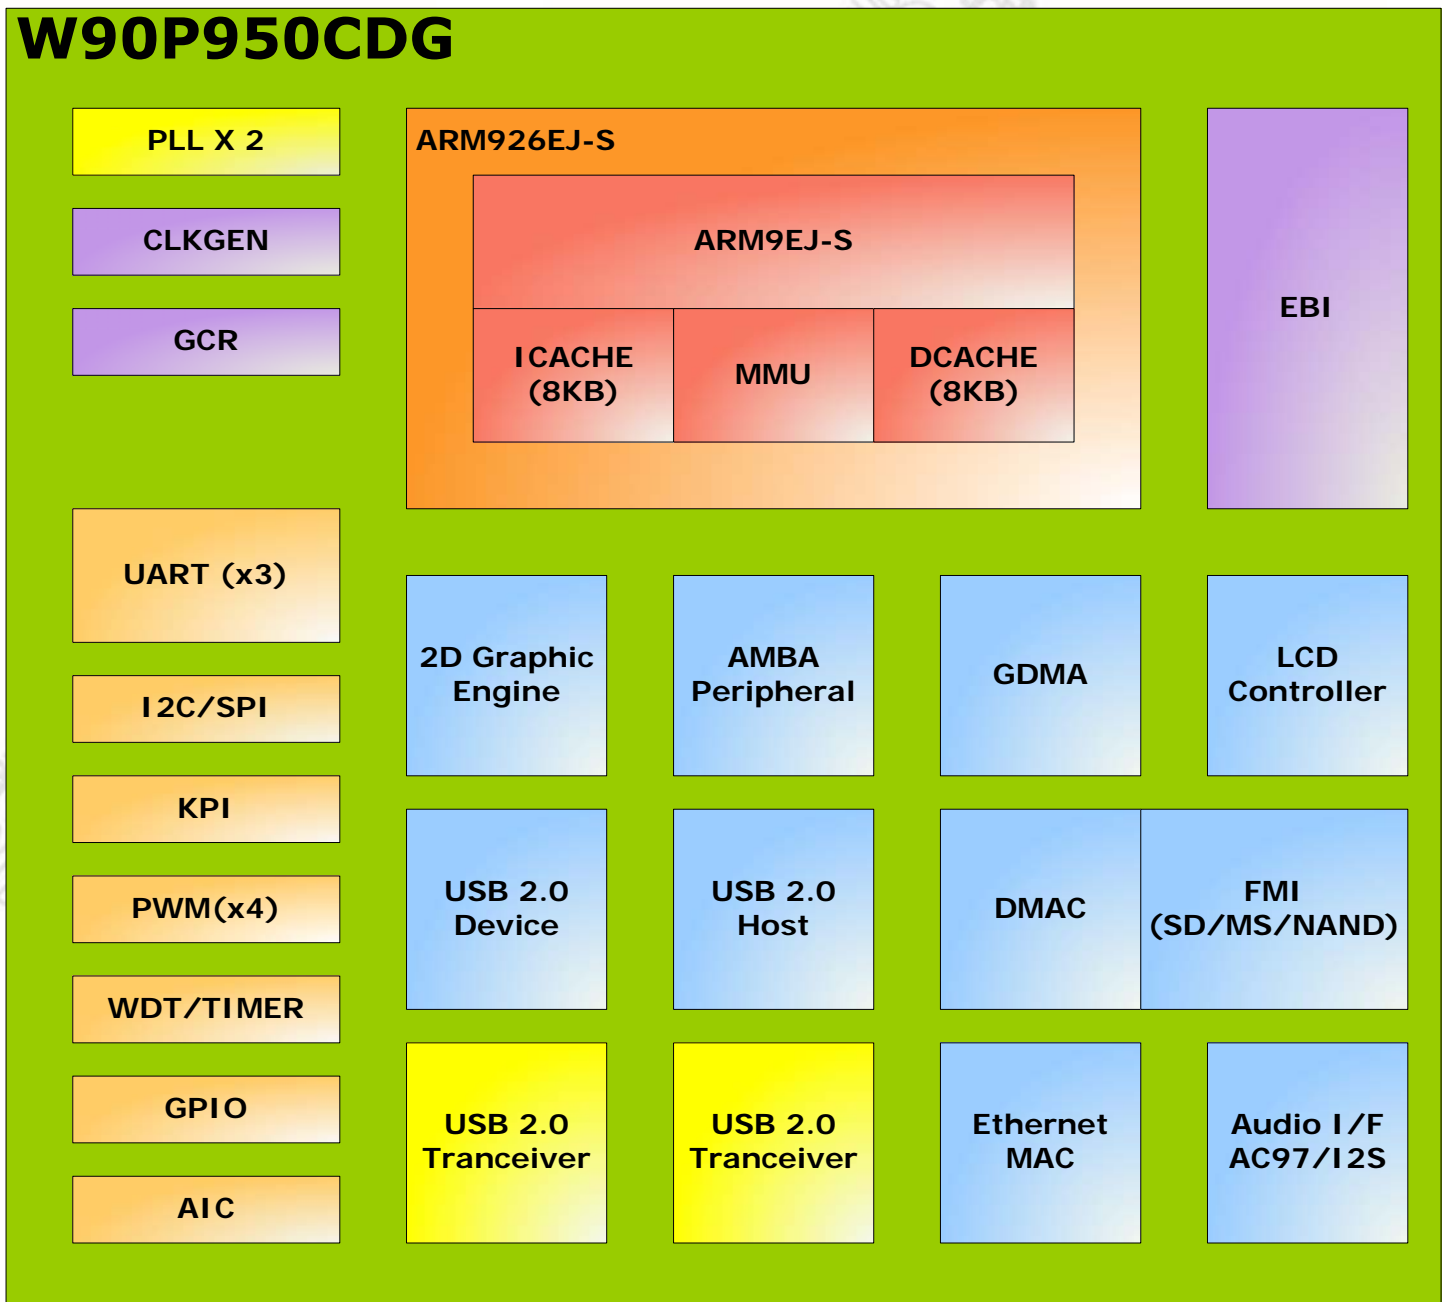 W90P950CDG
PLL X 2
CLKGEN
GCR
ARM926EJ-S
ARM9EJ-S
ICACHE
(8KB)
MMU
DCACHE
(8KB)
EBI
UART (x3)
I2C/SPI
KPI
PWM(x4)
WDT/TIMER
GPIO
AIC
2D Graphic
Engine
AMBA
Peripheral
GDMA
LCD
Controller
USB 2.0
Device
USB 2.0
Host
DMAC
FMI
(SD/MS/NAND)
USB 2.0
Tranceiver
USB 2.0
Tranceiver
Ethernet
MAC
Audio I/F
AC97/I2S